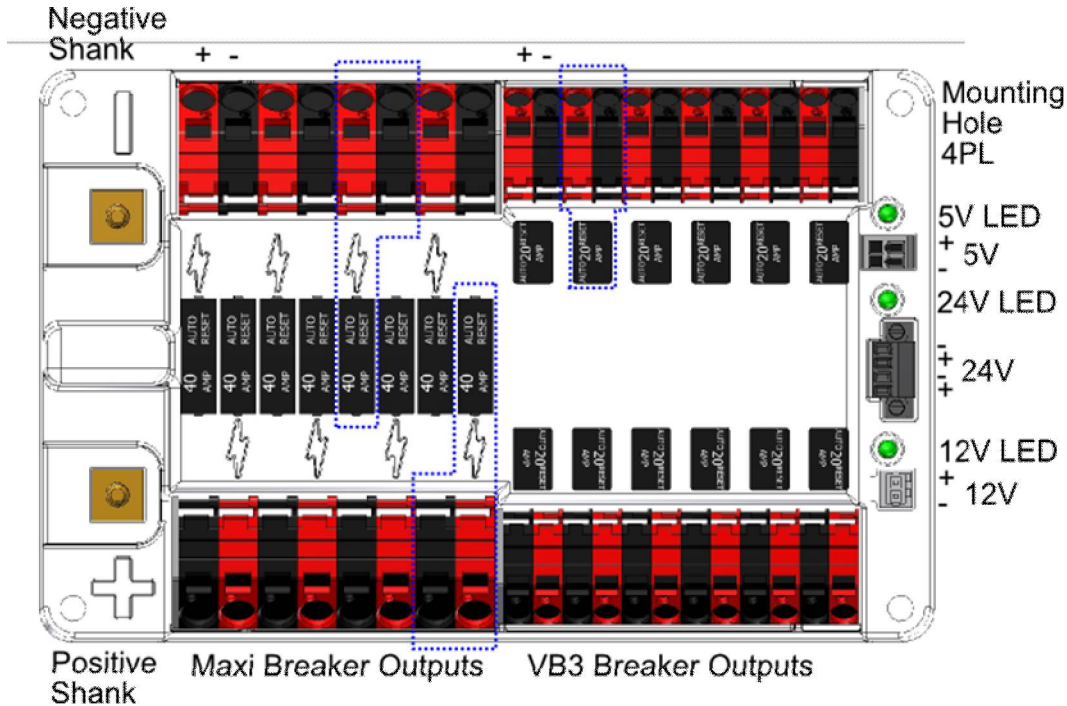 Negative
Shank
+ -
+ -
Mounting
Hole
4PL
AUTO 20 RESET AMP
AUTO 20 RESET AMP
AUTO 20 RESET AMP
AUTO 20 RESET AMP
AUTO 20 RESET AMP
AUTO 20 RESET AMP
5V LED
+
5V
-
24V LED
40 AMP AUTO RESET
40 AMP AUTO RESET
40 AMP AUTO RESET
40 AMP AUTO RESET
40 AMP AUTO RESET
40 AMP AUTO RESET
40 AMP AUTO RESET
40 AMP AUTO RESET
-
+
-
+
24V
AUTO 20 RESET AMP
AUTO 20 RESET AMP
AUTO 20 RESET AMP
AUTO 20 RESET AMP
AUTO 20 RESET AMP
AUTO 20 RESET AMP
12V LED
+
12V
-
Positive
Shank
Maxi Breaker Outputs
VB3 Breaker Outputs